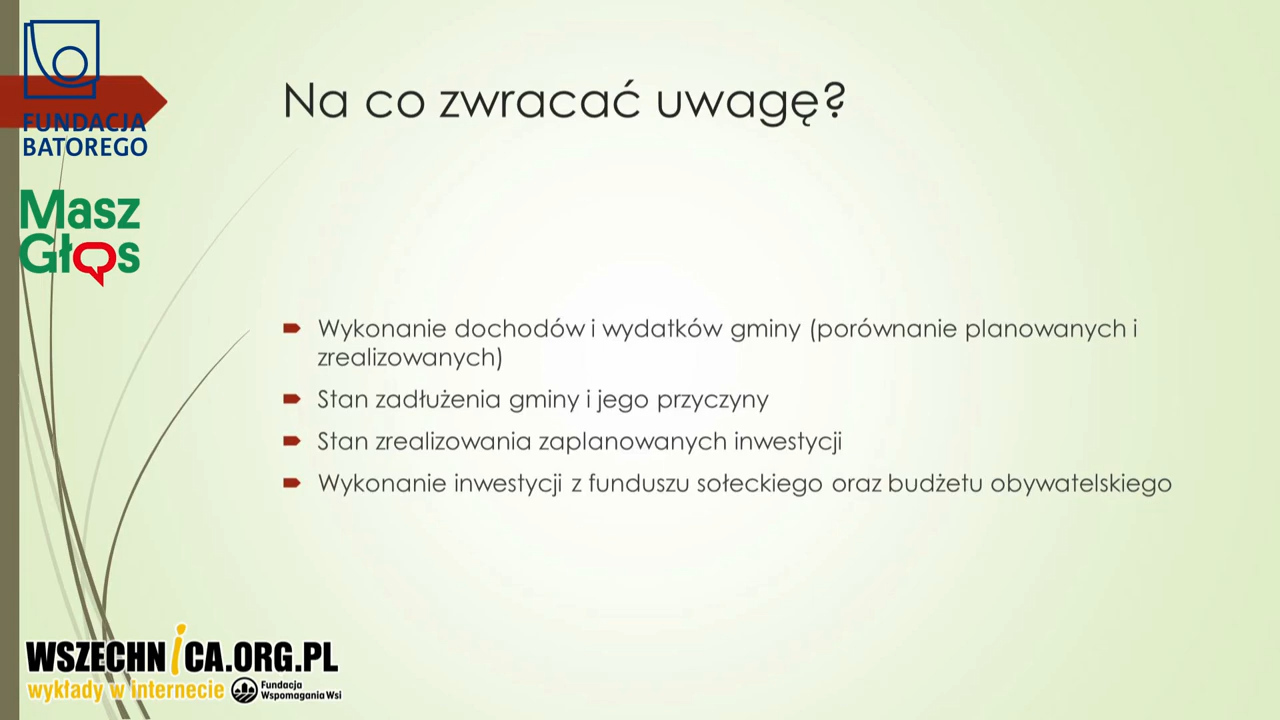 FUNDACJA
BATOREGO
Masz
Głos
Na co zwracać uwagę?
Wykonanie dochodów i wydatków gminy (porównanie planowanych i
zrealizowanych)
Stan zadłużenia gminy i jego przyczyny
Stan zrealizowania zaplanowanych inwestycji
Wykonanie inwestycji z funduszu sołeckiego oraz budżetu obywatelskiego
WSZECHNiCA.ORG.PL
wykłady w internecie
Fundacja
Wspomagania Wsi